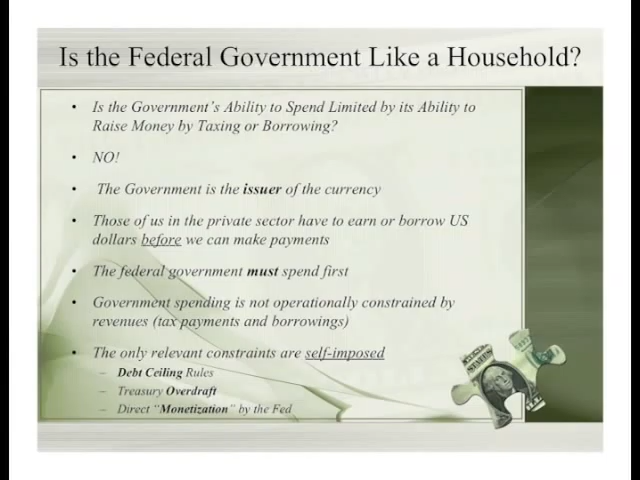 Is the Federal Government Like a Household?
• Is the Government's Ability to Spend Limited by its Ability to
Raise Money by Taxing or Borrowing?
• NO!
• The Government is the issuer of the currency
• Those of us in the private sector have to earn or borrow US
dollars before we can make payments
• The federal government must spend first
• Government spending is not operationally constrained by
revenues (tax payments and borrowings)
• The only relevant constraints are self-imposed
– Debt Ceiling Rules
– Treasury Overdraft
– Direct “Monetization” by the Fed